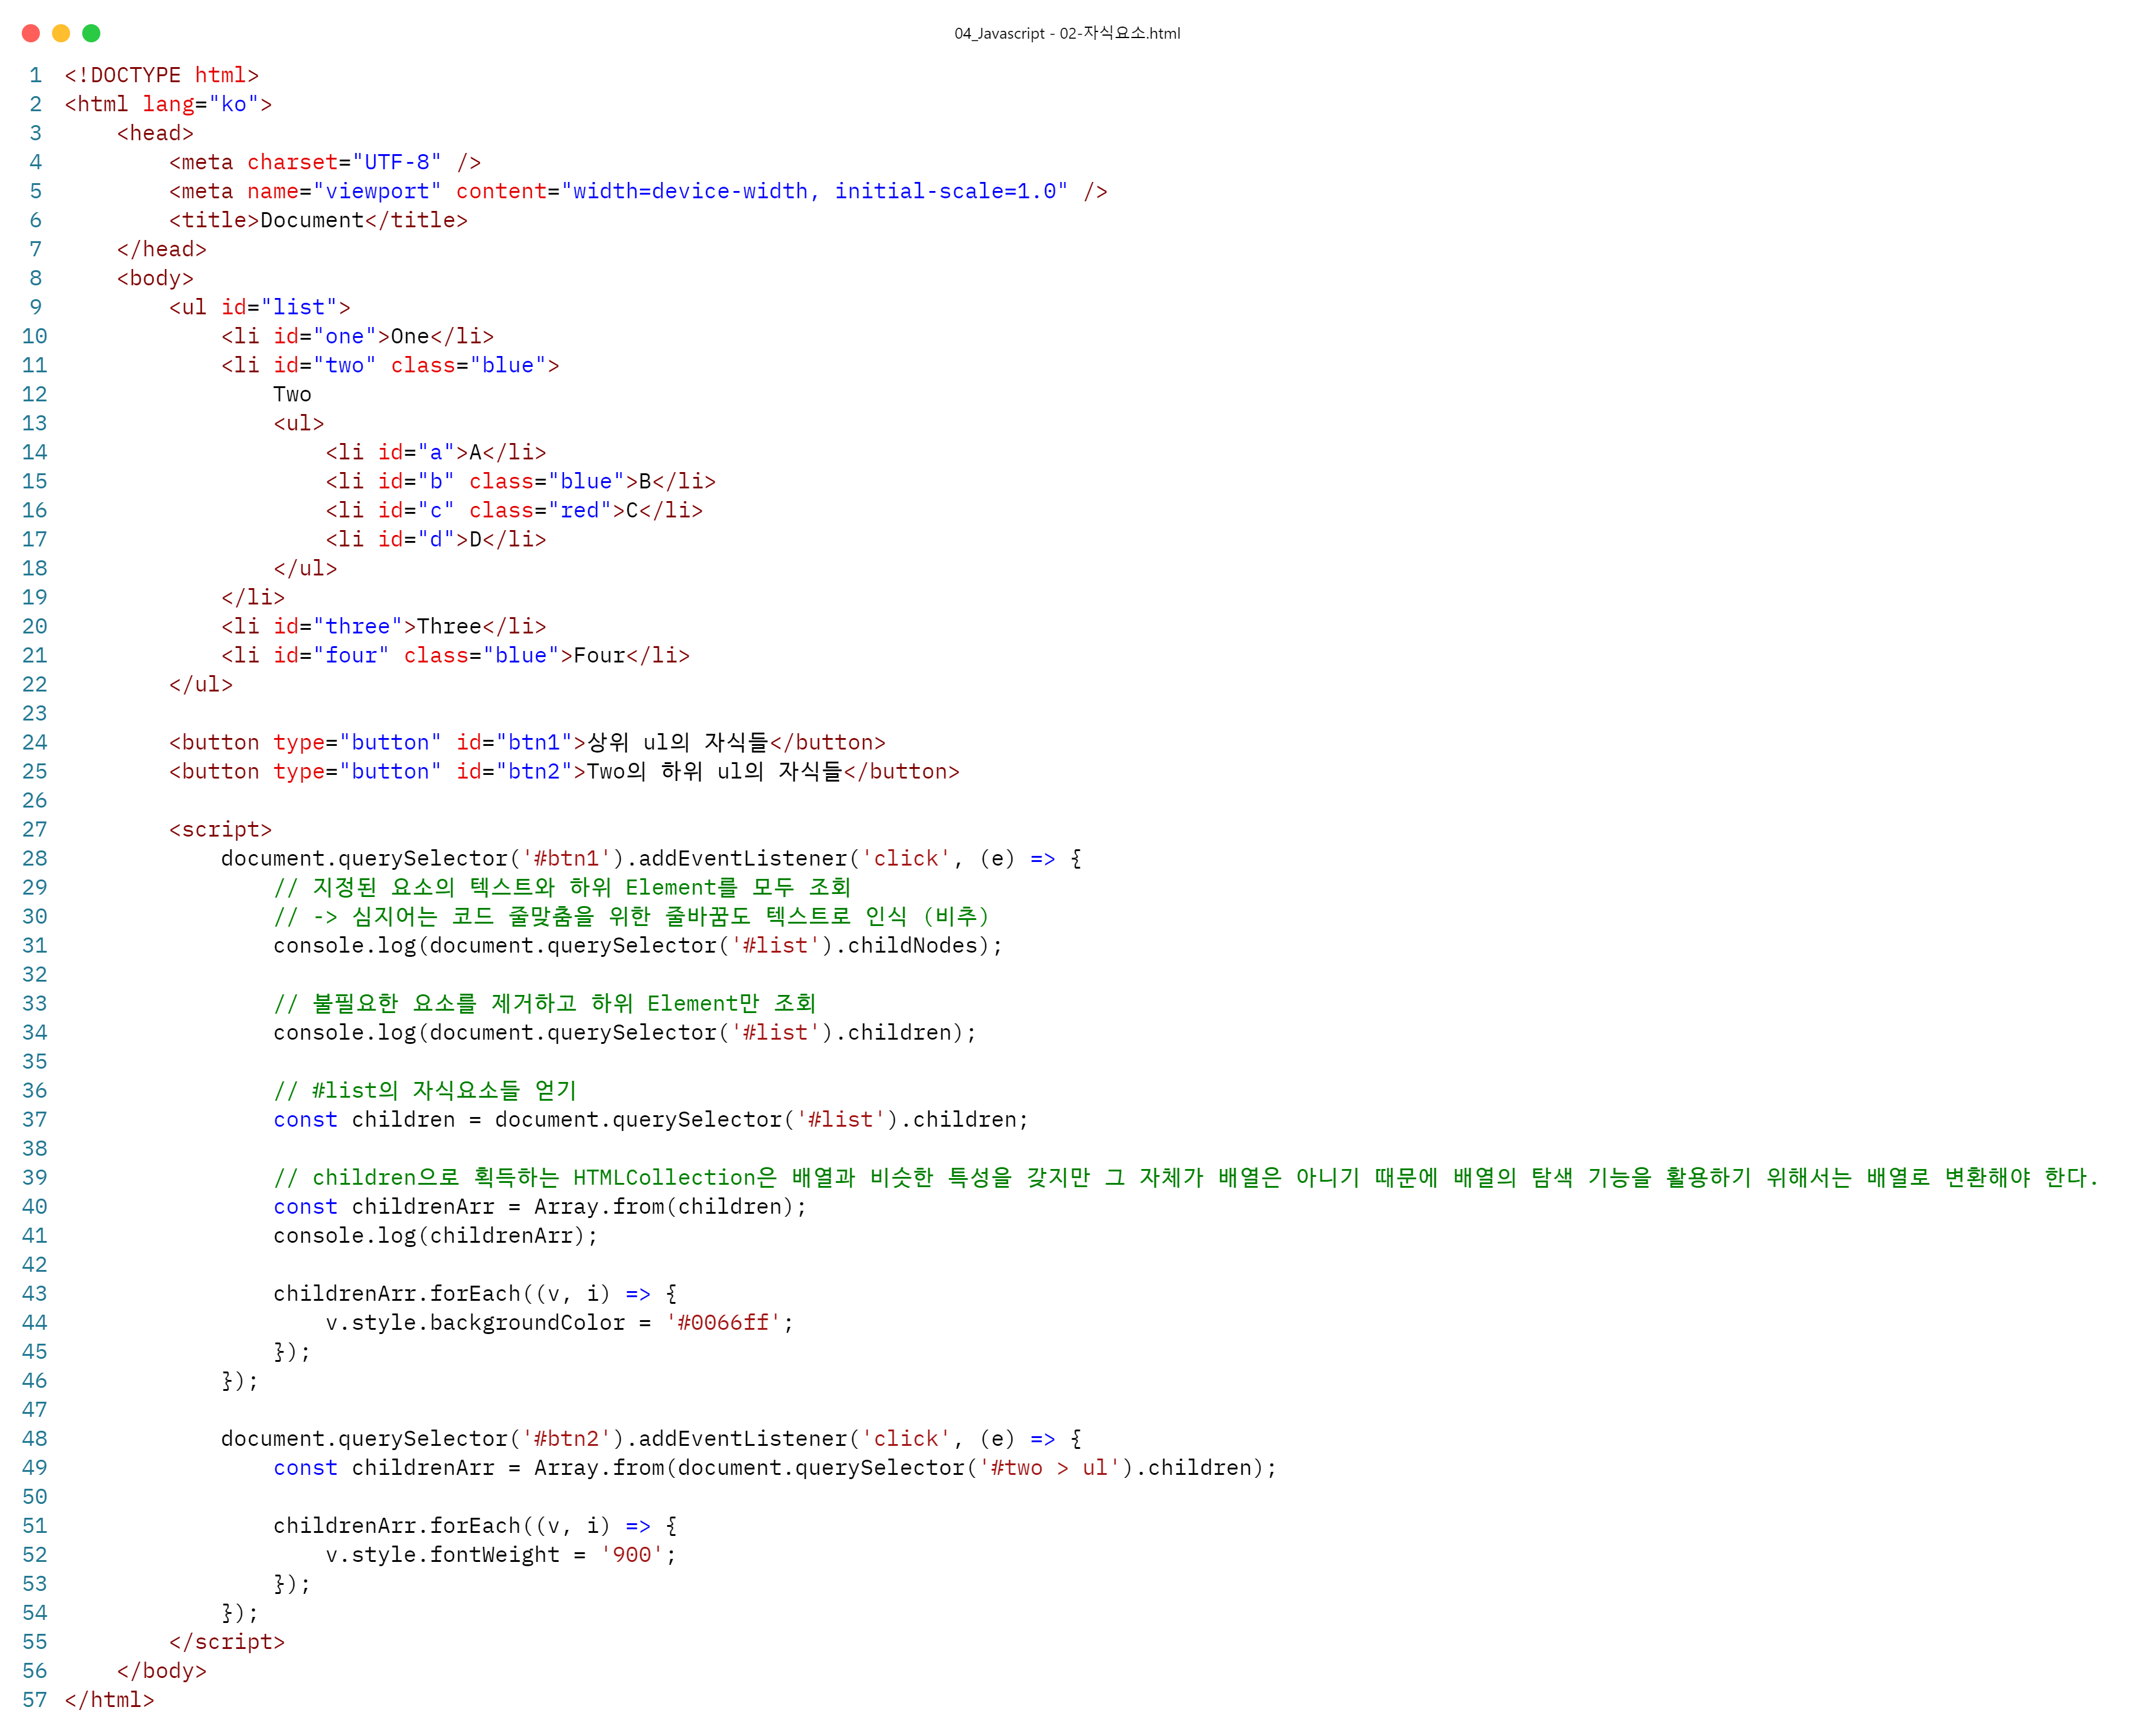 04_Javascript - 02-자식요소.html
1 <!DOCTYPE html>
2 <html lang="ko">
3     <head>
4         <meta charset="UTF-8" />
5         <meta name="viewport" content="width=device-width, initial-scale=1.0" />
6         <title>Document</title>
7     </head>
8     <body>
9         <ul id="list">
10             <li id="one">One</li>
11             <li id="two" class="blue">
12                 Two
13                 <ul>
14                     <li id="a">A</li>
15                     <li id="b" class="blue">B</li>
16                     <li id="c" class="red">C</li>
17                     <li id="d">D</li>
18                 </ul>
19             </li>
20             <li id="three">Three</li>
21             <li id="four" class="blue">Four</li>
22         </ul>
23
24         <button type="button" id="btn1">상위 ul의 자식들</button>
25         <button type="button" id="btn2">Two의 하위 ul의 자식들</button>
26
27         <script>
28             document.querySelector('#btn1').addEventListener('click', (e) => {
29                 // 지정된 요소의 텍스트와 하위 Element를 모두 조회
30                 // -> 심지어는 코드 줄맞춤을 위한 줄바꿈도 텍스트로 인식 (비추)
31                 console.log(document.querySelector('#list').childNodes);
32
33                 // 불필요한 요소를 제거하고 하위 Element만 조회
34                 console.log(document.querySelector('#list').children);
35
36                 // #list의 자식요소들 얻기
37                 const children = document.querySelector('#list').children;
38
39                 // children으로 획득하는 HTMLCollection은 배열과 비슷한 특성을 갖지만 그 자체가 배열은 아니기 때문에 배열의 탐색 기능을 활용하기 위해서는 배열로 변환해야 한다.
40                 const childrenArr = Array.from(children);
41                 console.log(childrenArr);
42
43                 childrenArr.forEach((v, i) => {
44                     v.style.backgroundColor = '#0066ff';
45                 });
46             });
47
48             document.querySelector('#btn2').addEventListener('click', (e) => {
49                 const childrenArr = Array.from(document.querySelector('#two > ul').children);
50
51                 childrenArr.forEach((v, i) => {
52                     v.style.fontWeight = '900';
53                 });
54             });
55         </script>
56     </body>
57 </html>